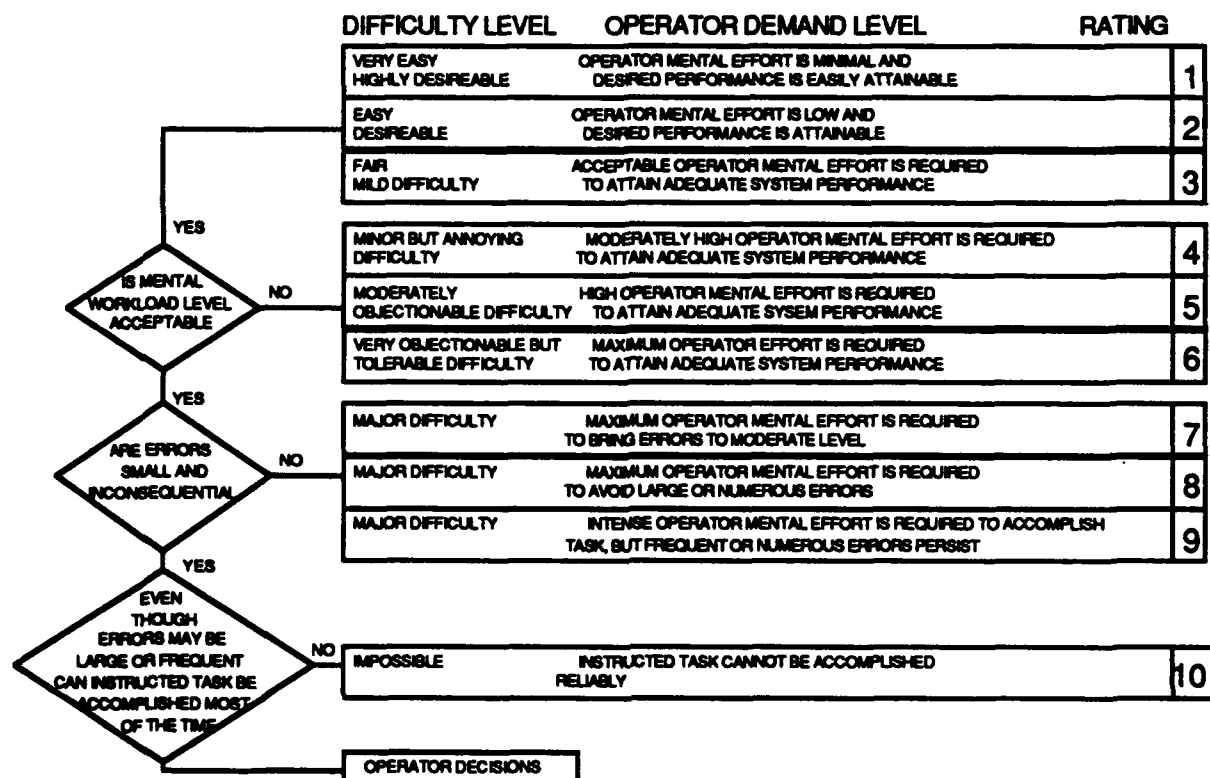 DIFFICULTY LEVEL OPERATOR DEMAND LEVEL RATING
VERY EASY OPERATOR MENTAL EFFORT IS MINIMAL AND
HIGHLY DESIREABLE DESIRED PERFORMANCE IS EASILY ATTAINABLE
1
EASY OPERATOR MENTAL EFFORT IS LOW AND
DESIREABLE DESIRED PERFORMANCE IS ATTAINABLE
2
FAIR ACCEPTABLE OPERATOR MENTAL EFFORT IS REQUIRED
MILD DIFFICULTY TO ATTAIN ADEQUATE SYSTEM PERFORMANCE
3
YES
IS MENTAL
WORKLOAD LEVEL
ACCEPTABLE
NO
MINOR BUT ANNOYING MODERATELY HIGH OPERATOR MENTAL EFFORT IS REQUIRED
DIFFICULTY TO ATTAIN ADEQUATE SYSTEM PERFORMANCE
4
MODERATELY HIGH OPERATOR MENTAL EFFORT IS REQUIRED
OBJECTIONABLE DIFFICULTY TO ATTAIN ADEQUATE SYSEM PERFORMANCE
5
VERY OBJECTIONABLE BUT MAXIMUM OPERATOR MENTAL EFFORT IS REQUIRED
TOLERABLE DIFFICULTY TO ATTAIN ADEQUATE SYSTEM PERFORMANCE
6
YES
ARE ERRORS
SMALL AND
INCONSEQUENTIAL
NO
MAJOR DIFFICULTY MAXIMUM OPERATOR MENTAL EFFORT IS REQUIRED
TO BRING ERRORS TO MODERATE LEVEL
7
MAJOR DIFFICULTY MAXIMUM OPERATOR MENTAL EFFORT IS REQUIRED
TO AVOID LARGE OR NUMEROUS ERRORS
8
MAJOR DIFFICULTY INTENSE OPERATOR MENTAL EFFORT IS REQUIRED TO ACCOMPLISH
TASK, BUT FREQUENT OR NUMEROUS ERRORS PERSIST
9
YES
EVEN
THOUGH
ERRORS MAY BE
LARGE OR FREQUENT
CAN INSTRUCTED TASK BE
ACCOMPLISHED MOST
OF THE TIME
NO
IMPOSSIBLE INSTRUCTED TASK CANNOT BE ACCOMPLISHED
RELIABLY
10
OPERATOR DECISIONS